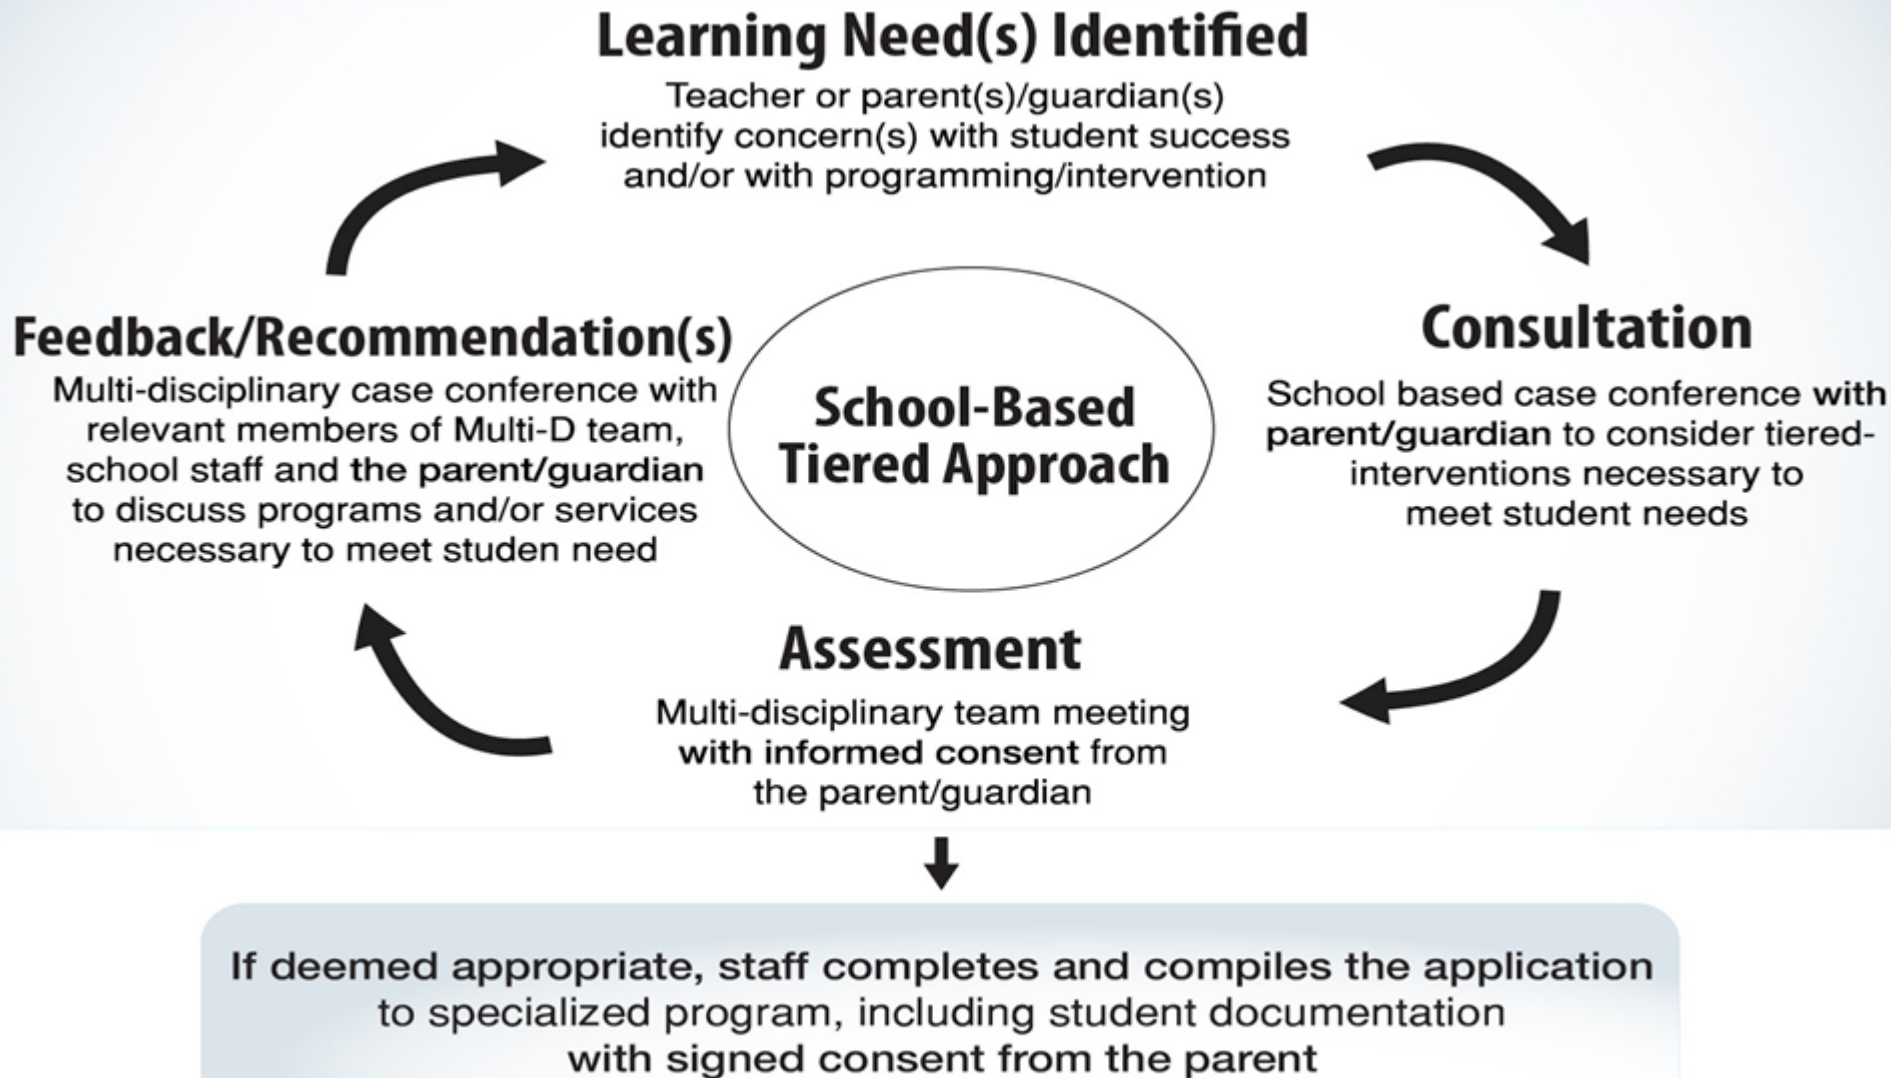 Learning Need(s) Identified
Teacher or parent(s)/guardian(s)
identify concern(s) with student success
and/or with programming/intervention
Consultation
School based case conference with
parent/guardian to consider tiered-
interventions necessary to
meet student needs
Assessment
Multi-disciplinary team meeting
with informed consent from
the parent/guardian
Feedback/Recommendation(s)
Multi-disciplinary case conference with
relevant members of Multi-D team,
school staff and the parent/guardian
to discuss programs and/or services
necessary to meet studen need
School-Based
Tiered Approach
If deemed appropriate, staff completes and compiles the application
to specialized program, including student documentation
with signed consent from the parent